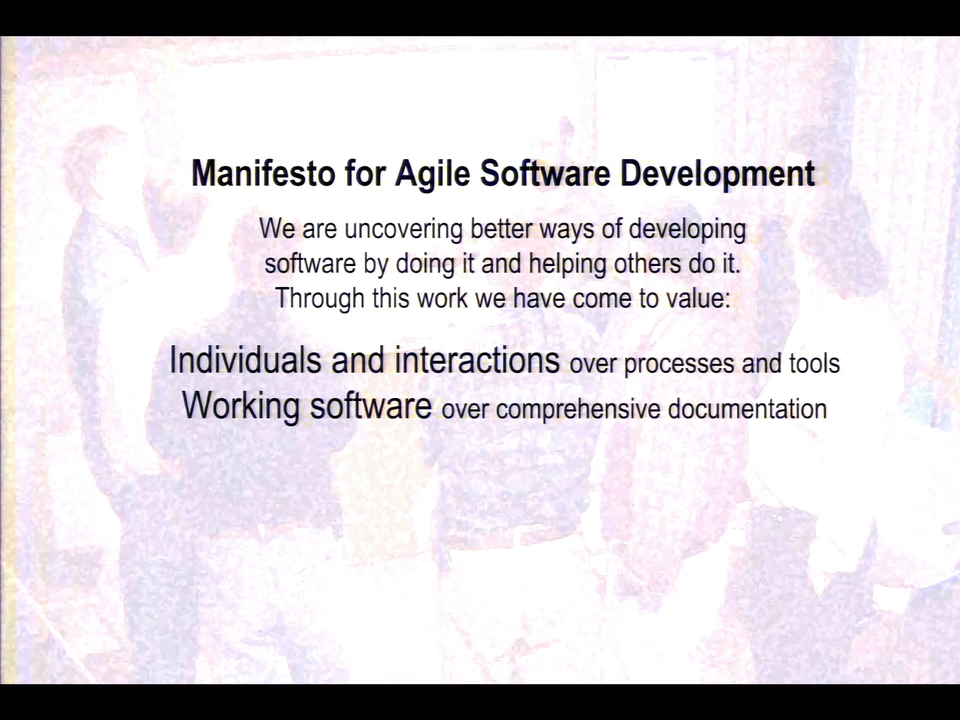 Manifesto for Agile Software Development
We are uncovering better ways of developing
software by doing it and helping others do it.
Through this work we have come to value:
Individuals and interactions over processes and tools
Working software over comprehensive documentation